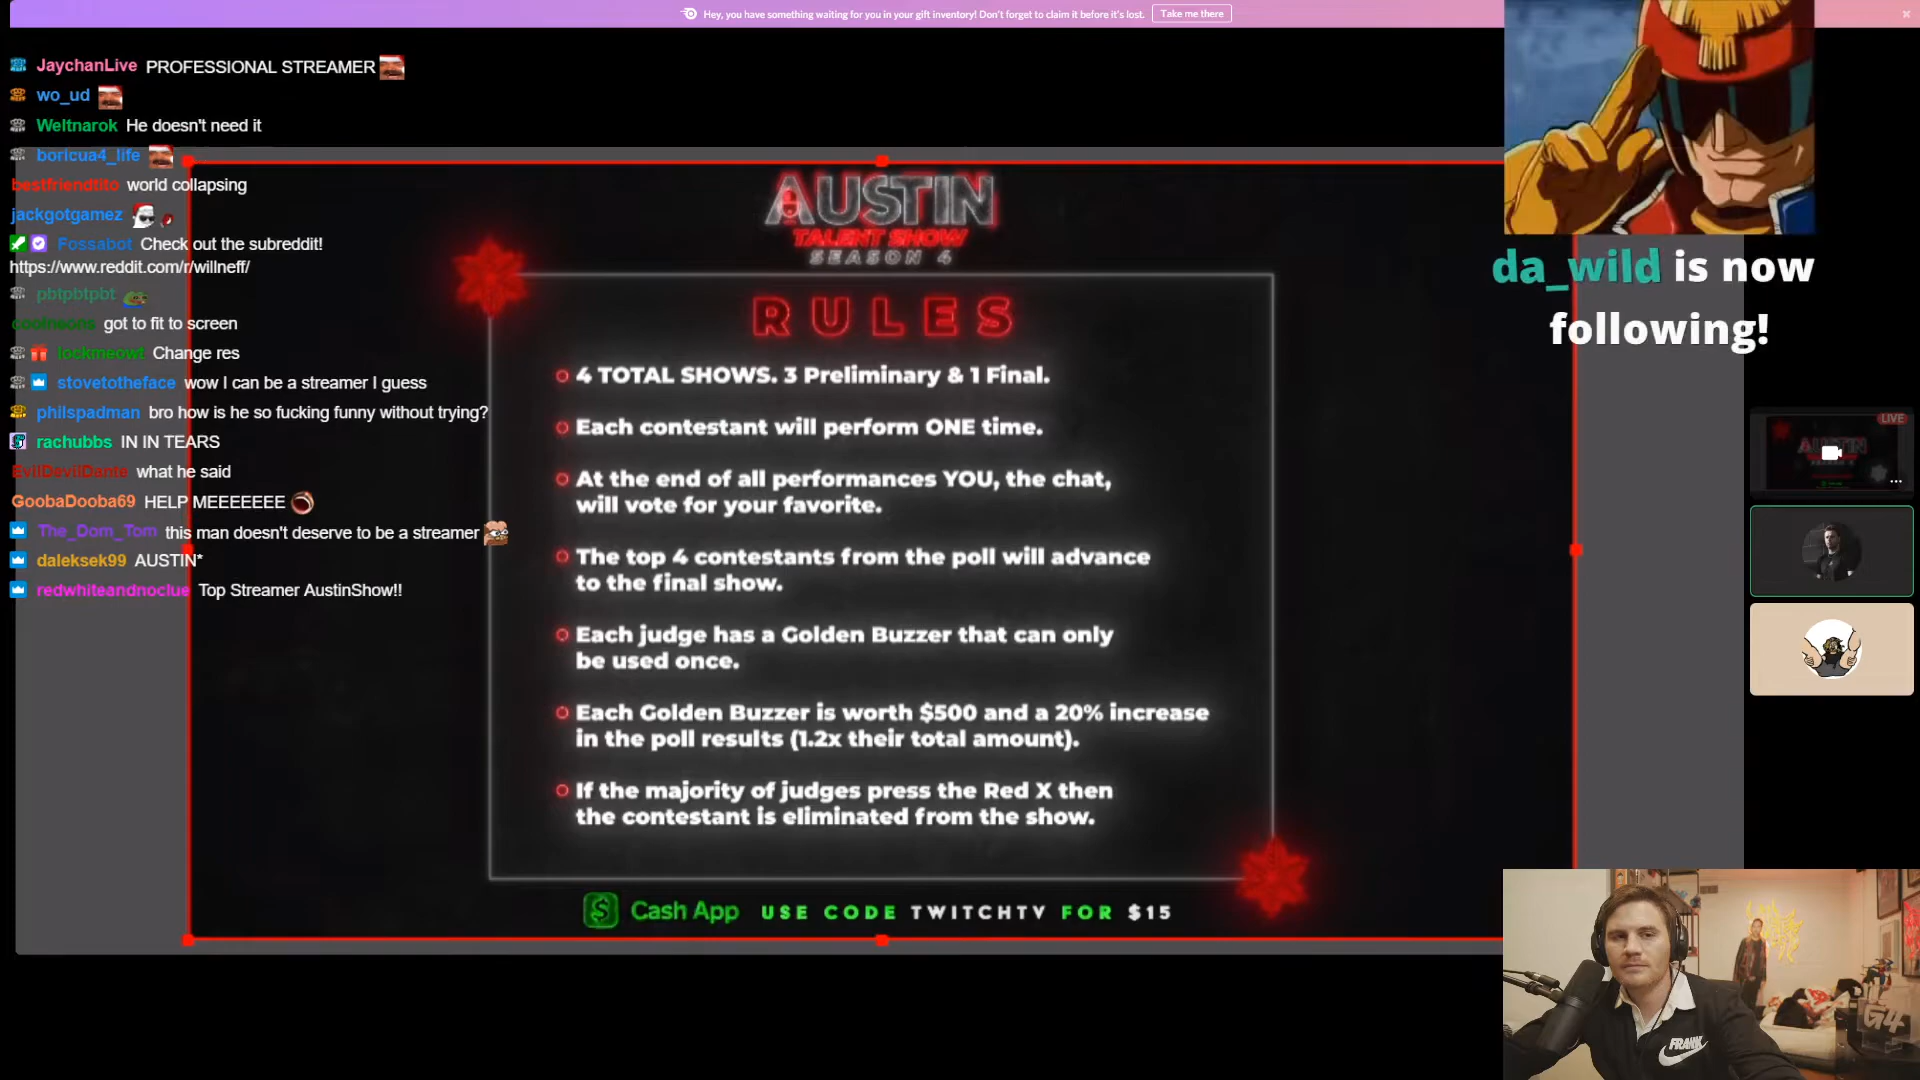 Hey, you have something waiting for you in your gift inventory! Don't forget to claim it before it's lost.
Take me there
JaychanLive PROFESSIONAL STREAMER
wo_ud
Weltnarok He doesn't need it
boricua4_life
bestfriendtito world collapsing
jackgotgamez
Fossabot Check out the subreddit!
https://www.reddit.com/r/willneff/
pbtpbtpbt
coolneons got to fit to screen
lockmeowt Change res
stovetotheface wow I can be a streamer I guess
philspadman bro how is he so fucking funny without trying?
rachubbs IN IN TEARS
EvilDevilDante what he said
GoobaDooba69 HELP MEEEEEEE
The_Dom_Tom this man doesn't deserve to be a streamer
daleksek99 AUSTIN*
redwhiteandnoclue Top Streamer AustinShow!!
AUSTIN
TALENT SHOW
SEASON 4
RULES
4 TOTAL SHOWS. 3 Preliminary & 1 Final.
Each contestant will perform ONE time.
At the end of all performances YOU, the chat,
will vote for your favorite.
The top 4 contestants from the poll will advance
to the final show.
Each judge has a Golden Buzzer that can only
be used once.
Each Golden Buzzer is worth $500 and a 20% increase
in the poll results (1.2x their total amount).
If the majority of judges press the Red X then
the contestant is eliminated from the show.
Cash App USE CODE TWITCHTV FOR $15
da_wild is now
following!
LIVE
AUSTIN
FRANK
G4